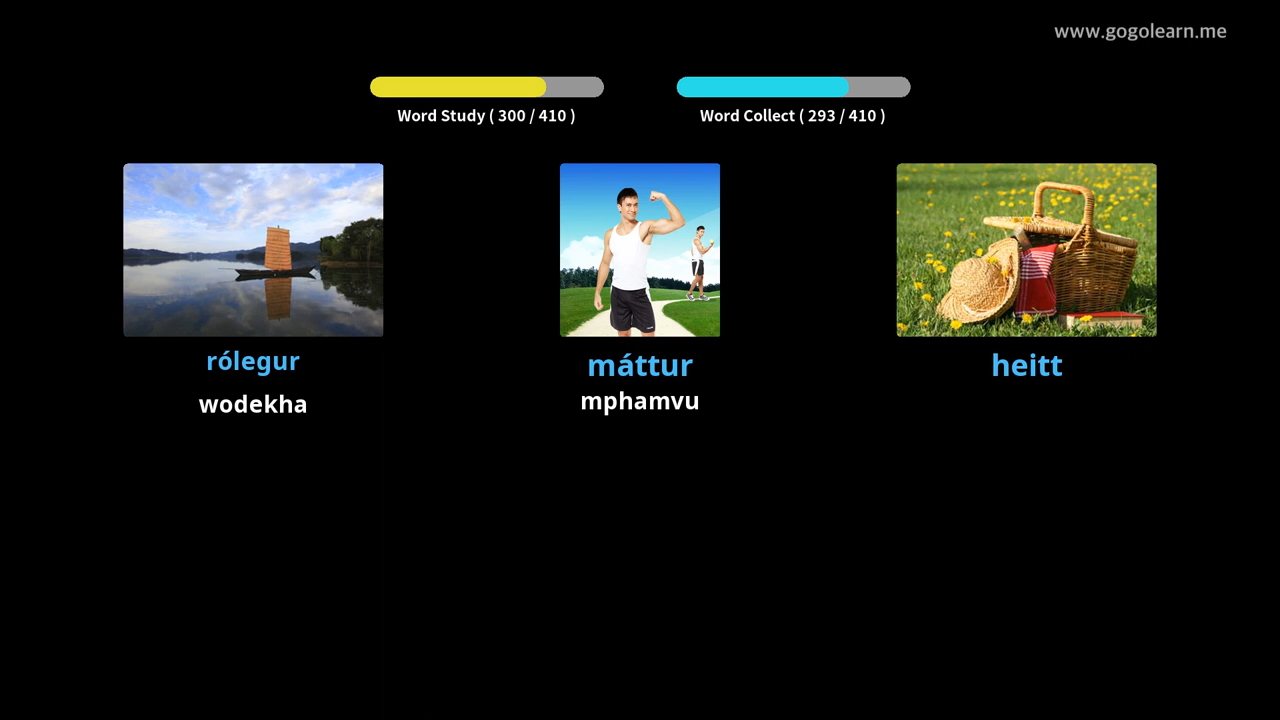 www.gogolearn.me
Word Study ( 300 / 410 )
Word Collect ( 293 / 410 )
rólegur
wodekha
máttur
mphamvu
heitt